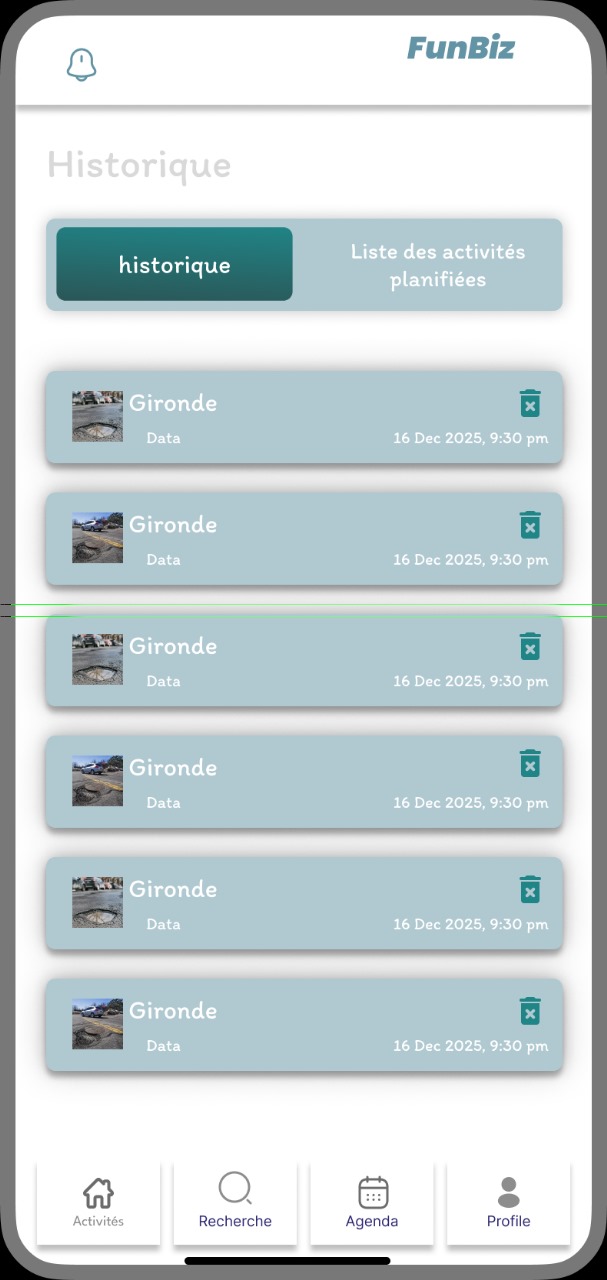 FunBiz
Historique
historique
Liste des activités
planifiées
Gironde
Data
16 Dec 2025, 9:30 pm
Gironde
Data
16 Dec 2025, 9:30 pm
Gironde
Data
16 Dec 2025, 9:30 pm
Gironde
Data
16 Dec 2025, 9:30 pm
Gironde
Data
16 Dec 2025, 9:30 pm
Gironde
Data
16 Dec 2025, 9:30 pm
Activités
Recherche
Agenda
Profile